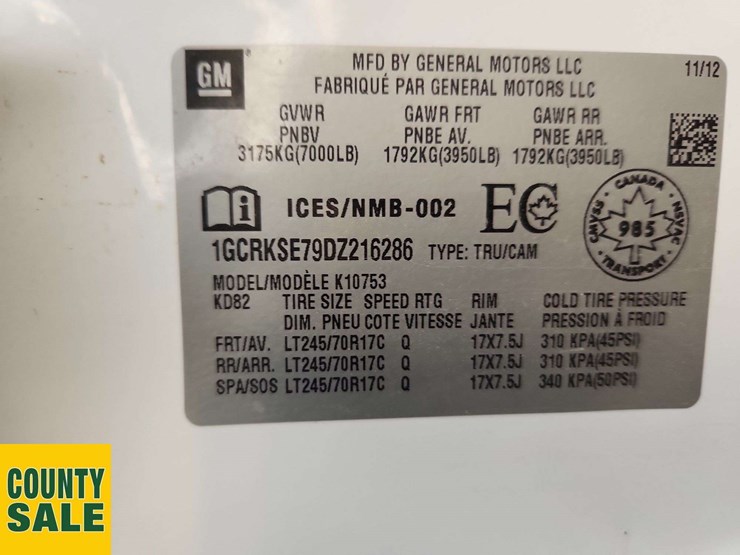 GM
MFD BY GENERAL MOTORS LLC
FABRIQUÉ PAR GENERAL MOTORS LLC
11/12
GVWR GAWR FRT GAWR RR
PNBV PNBE AV. PNBE ARR.
3175KG(7000LB) 1792KG(3950LB) 1792KG(3950LB)
i ICES/NMB-002 EC
CANADA
CMVSS 985 NSVAC
TRANSPORT
1GCRKSE79DZ216286 TYPE: TRU/CAM
MODEL/MODÈLE K10753
KD82 TIRE SIZE SPEED RTG RIM COLD TIRE PRESSURE
DIM. PNEU COTE VITESSE JANTE PRESSION À FROID
FRT/AV. LT245/70R17C Q 17X7.5J 310 KPA(45PSI)
RR/ARR. LT245/70R17C Q 17X7.5J 310 KPA(45PSI)
SPA/SOS LT245/70R17C Q 17X7.5J 340 KPA(50PSI)
COUNTY
SALE